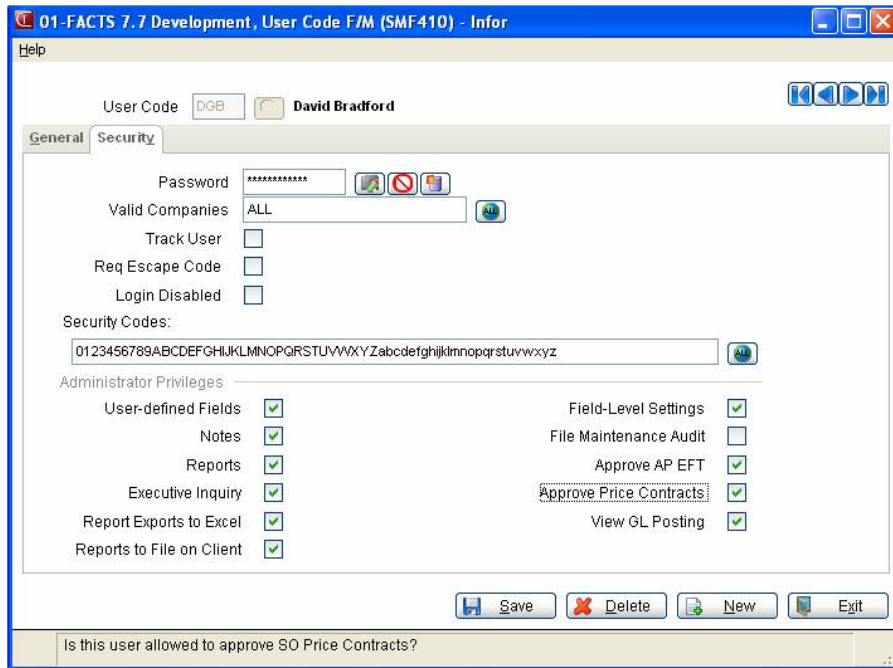 01-FACTS 7.7 Development, User Code F/M (SMF410) - Infor
Help
User Code DGB David Bradford
General Security
Password ************
Valid Companies ALL ALL
Track User
Req Escape Code
Login Disabled
Security Codes:
0123456789ABCDEFGHIJKLMNOPQRSTUVWXYZabcdefghijklmnopqrstuvwxyz ALL
Administrator Privileges
User-defined Fields Field-Level Settings
Notes File Maintenance Audit
Reports Approve AP EFT
Executive Inquiry Approve Price Contracts
Report Exports to Excel View GL Posting
Reports to File on Client
Save Delete New Exit
Is this user allowed to approve SO Price Contracts?